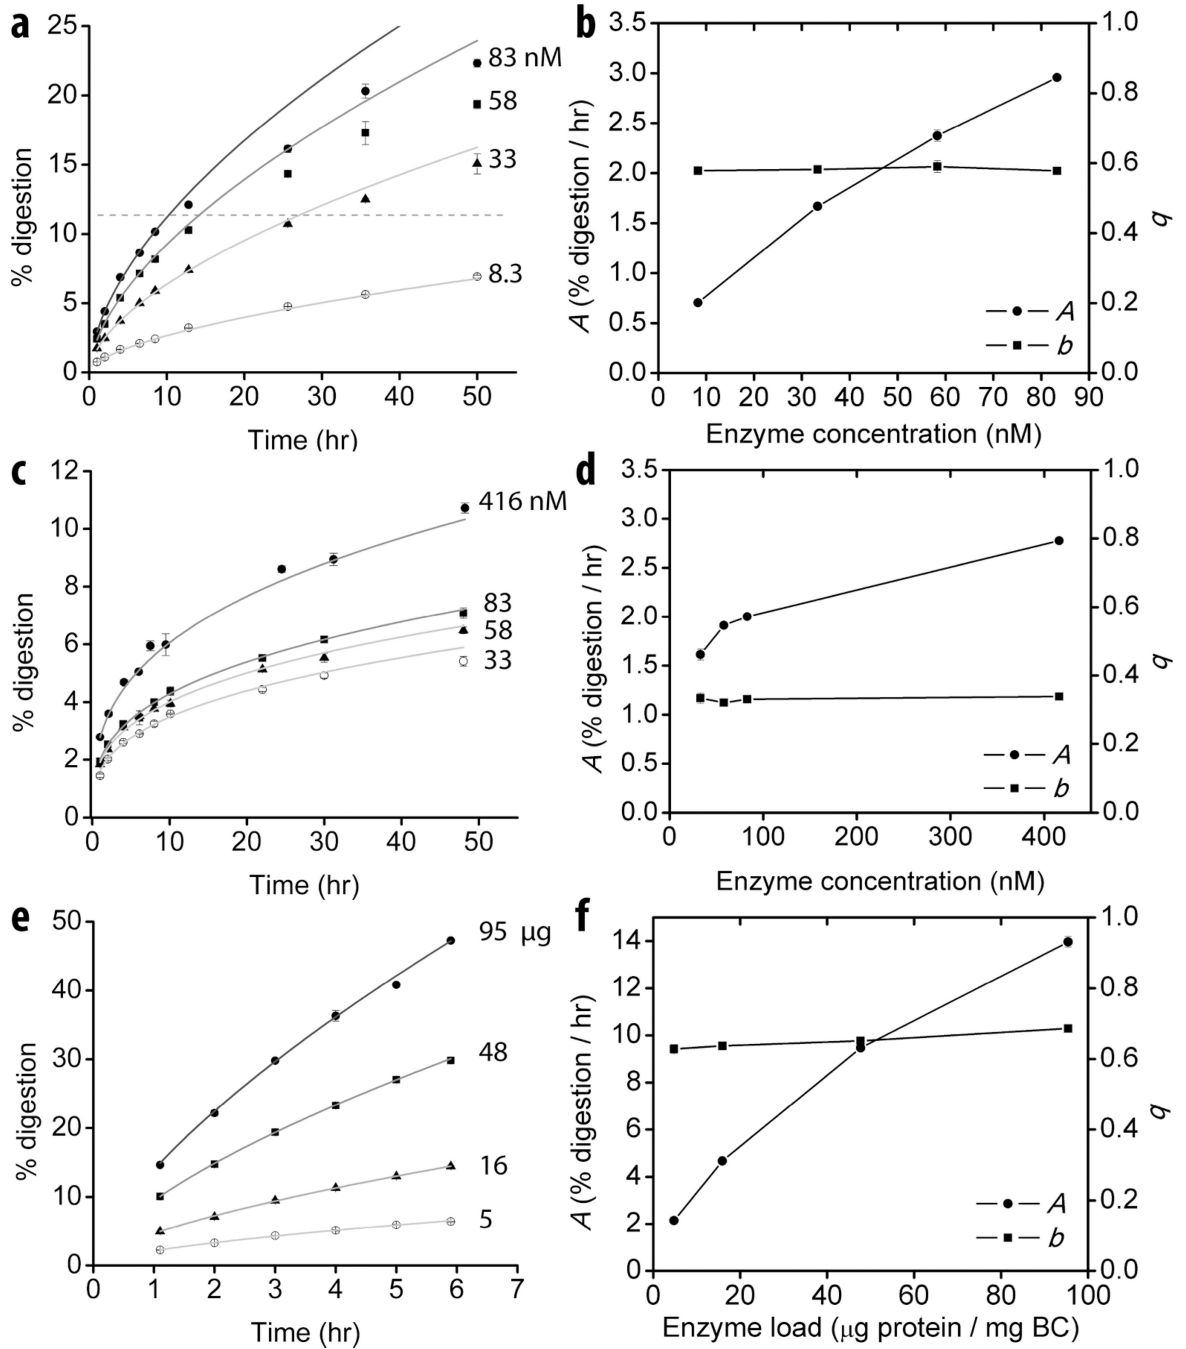 a
25
20
15
10
5
0
% digestion
0 10 20 30 40 50
Time (hr)
83 nM
58
33
8.3
b
3.5
3.0
2.5
2.0
1.5
1.0
0.5
0.0
A (% digestion / hr)
1.0
0.8
0.6
0.4
0.2
0.0
b
A
b
0 10 20 30 40 50 60 70 80 90
Enzyme concentration (nM)
c
12
10
8
6
4
2
0
% digestion
0 10 20 30 40 50
Time (hr)
416 nM
83
58
33
d
3.5
3.0
2.5
2.0
1.5
1.0
0.5
0.0
A (% digestion / hr)
1.0
0.8
0.6
0.4
0.2
0.0
b
A
b
0 100 200 300 400
Enzyme concentration (nM)
e
50
40
30
20
10
0
% digestion
0 1 2 3 4 5 6 7
Time (hr)
95 µg
48
16
5
f
14
12
10
8
6
4
2
0
A (% digestion / hr)
1.0
0.8
0.6
0.4
0.2
0.0
b
A
b
0 20 40 60 80 100
Enzyme load (µg protein / mg BC)